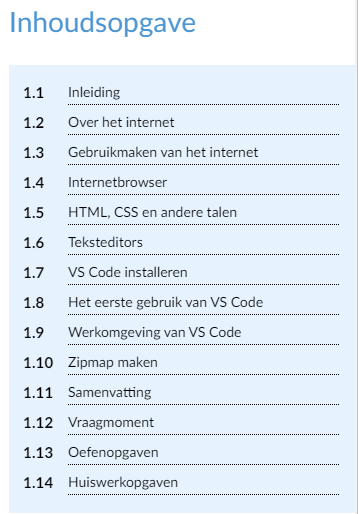 Inhoudsopgave
1.1 Inleiding
1.2 Over het internet
1.3 Gebruikmaken van het internet
1.4 Internetbrowser
1.5 HTML, CSS en andere talen
1.6 Teksteditors
1.7 VS Code installeren
1.8 Het eerste gebruik van VS Code
1.9 Werkomgeving van VS Code
1.10 Zipmap maken
1.11 Samenvatting
1.12 Vraagmoment
1.13 Oefenopgaven
1.14 Huiswerkopgaven